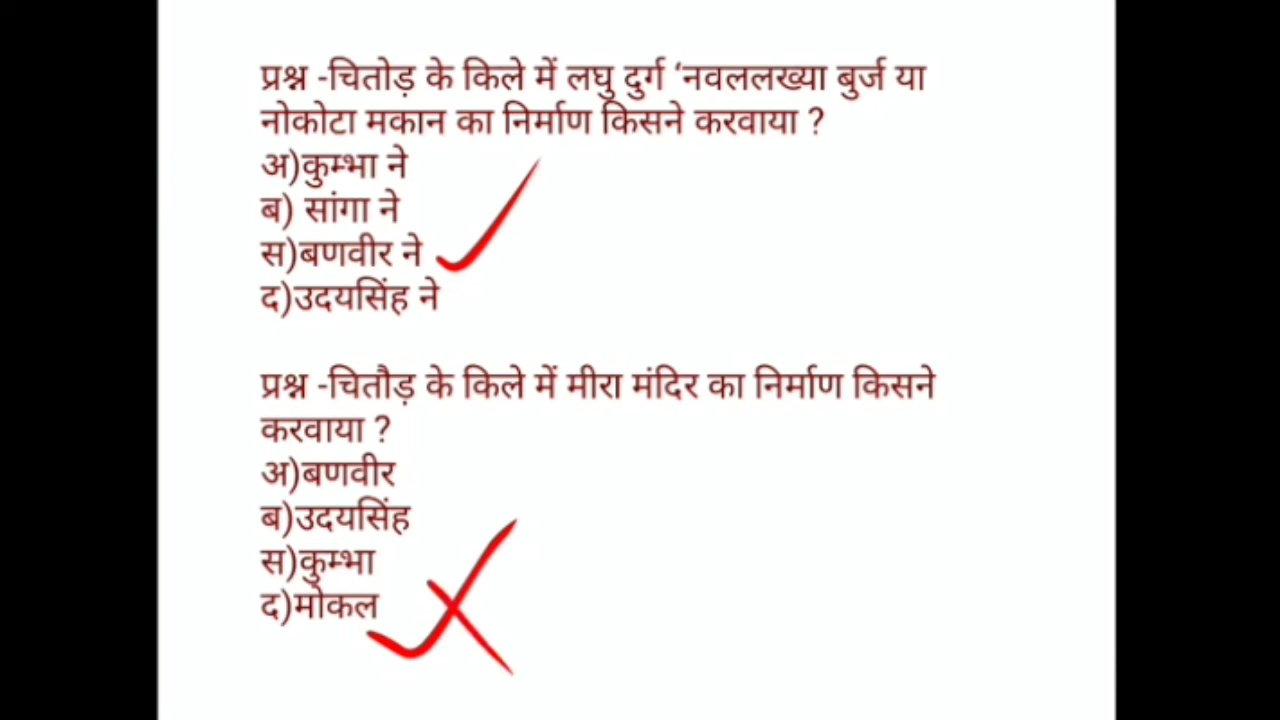 प्रश्न -चितोड़ के किले में लघु दुर्ग ‘नवललख्या बुर्ज या
नोकोटा मकान का निर्माण किसने करवाया ?
अ)कुम्भा ने
ब) सांगा ने
स)बणवीर ने
द)उदयसिंह ने
प्रश्न -चितौड़ के किले में मीरा मंदिर का निर्माण किसने
करवाया ?
अ)बणवीर
ब)उदयसिंह
स)कुम्भा
द)मोकल